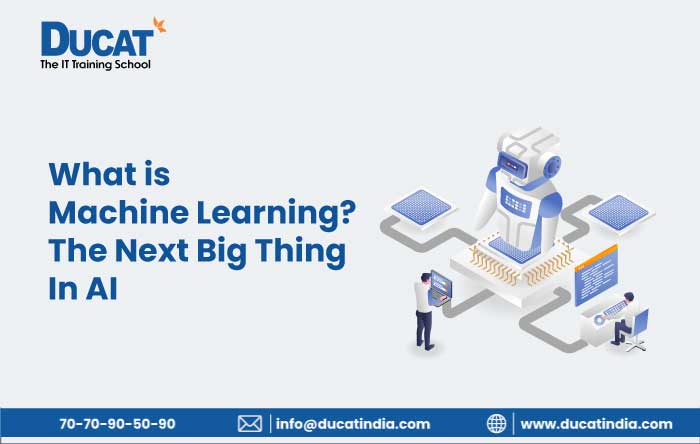 DUCAT
The IT Training School
What is
Machine Learning?
The Next Big Thing
In AI
70-70-90-50-90
info@ducatindia.com
www.ducatindia.com